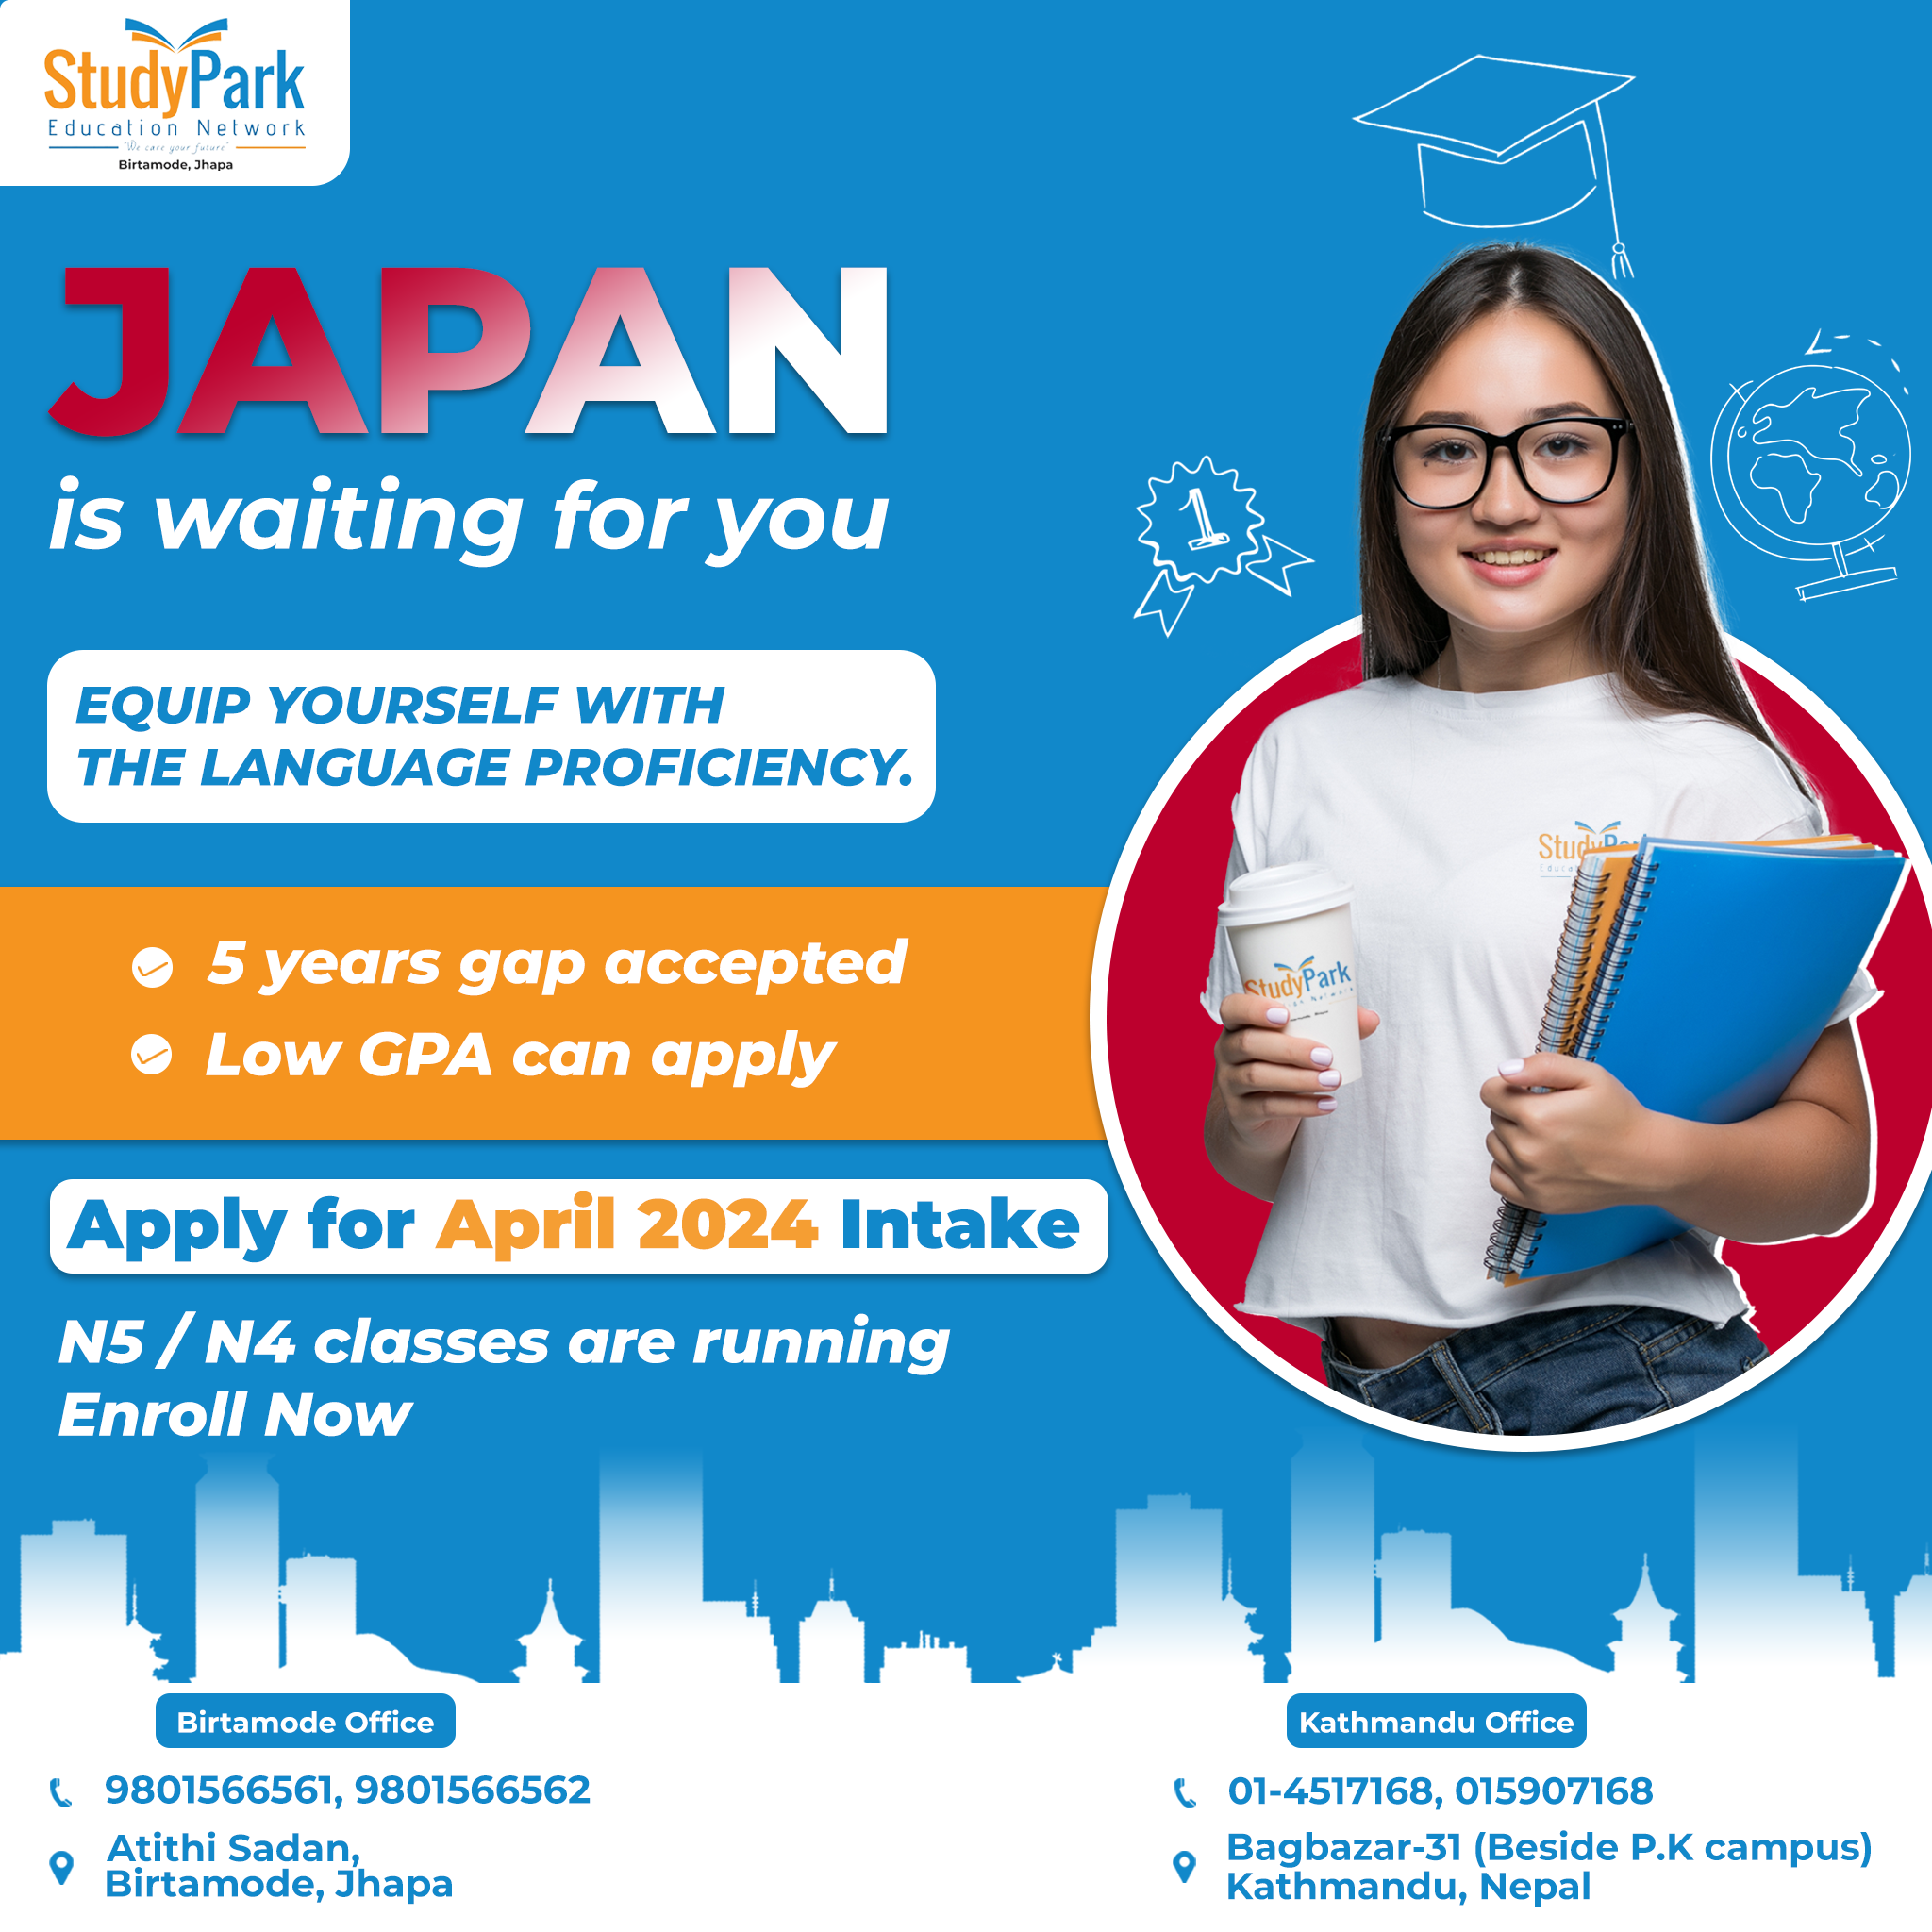 StudyPark
Education Network
"We care your future"
Birtamode, Jhapa
JAPAN
is waiting for you
1
EQUIP YOURSELF WITH
THE LANGUAGE PROFICIENCY.
5 years gap accepted
Low GPA can apply
Study
StudyPark
Apply for April 2024 Intake
N5 / N4 classes are running
Enroll Now
Birtamode Office
9801566561, 9801566562
Atithi Sadan,
Birtamode, Jhapa
Kathmandu Office
01-4517168, 015907168
Bagbazar-31 (Beside P.K campus)
Kathmandu, Nepal